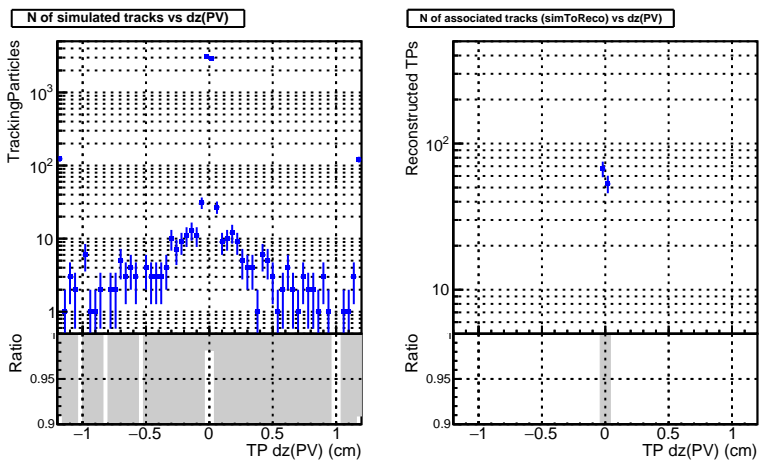 N of simulated tracks vs dz(PV)
TrackingParticles
10³
10²
10
1
Ratio
1
0.95
0.9
−1 −0.5 0 0.5 1
TP dz(PV) (cm)
N of associated tracks (simToReco) vs dz(PV)
Reconstructed TPs
10²
10
Ratio
1
0.95
0.9
−1 −0.5 0 0.5 1
TP dz(PV) (cm)